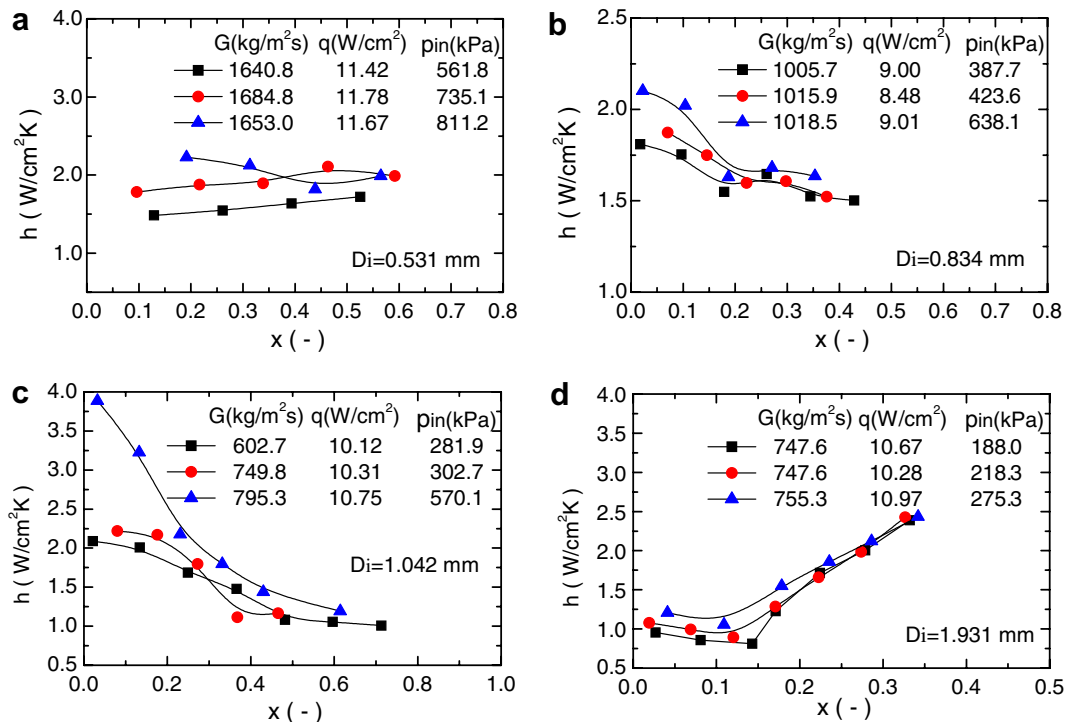 a
4.0
3.0
2.0
1.0
h ( W/cm²K )
G(kg/m²s) q(W/cm²) pin(kPa)
1640.8 11.42 561.8
1684.8 11.78 735.1
1653.0 11.67 811.2
Di=0.531 mm
0.0 0.1 0.2 0.3 0.4 0.5 0.6 0.7 0.8
x ( - )
b
2.5
2.0
1.5
1.0
h ( W/cm²K )
G(kg/m²s) q(W/cm²) pin(kPa)
1005.7 9.00 387.7
1015.9 8.48 423.6
1018.5 9.01 638.1
Di=0.834 mm
0.0 0.2 0.4 0.6 0.8
x ( - )
c
4.0
3.5
3.0
2.5
2.0
1.5
1.0
0.5
h ( W/cm²K )
G(kg/m²s) q(W/cm²) pin(kPa)
602.7 10.12 281.9
749.8 10.31 302.7
795.3 10.75 570.1
Di=1.042 mm
0.0 0.2 0.4 0.6 0.8 1.0
x ( - )
d
4.0
3.5
3.0
2.5
2.0
1.5
1.0
0.5
h ( W/cm²K )
G(kg/m²s) q(W/cm²) pin(kPa)
747.6 10.67 188.0
747.6 10.28 218.3
755.3 10.97 275.3
Di=1.931 mm
0.0 0.1 0.2 0.3 0.4 0.5
x ( - )